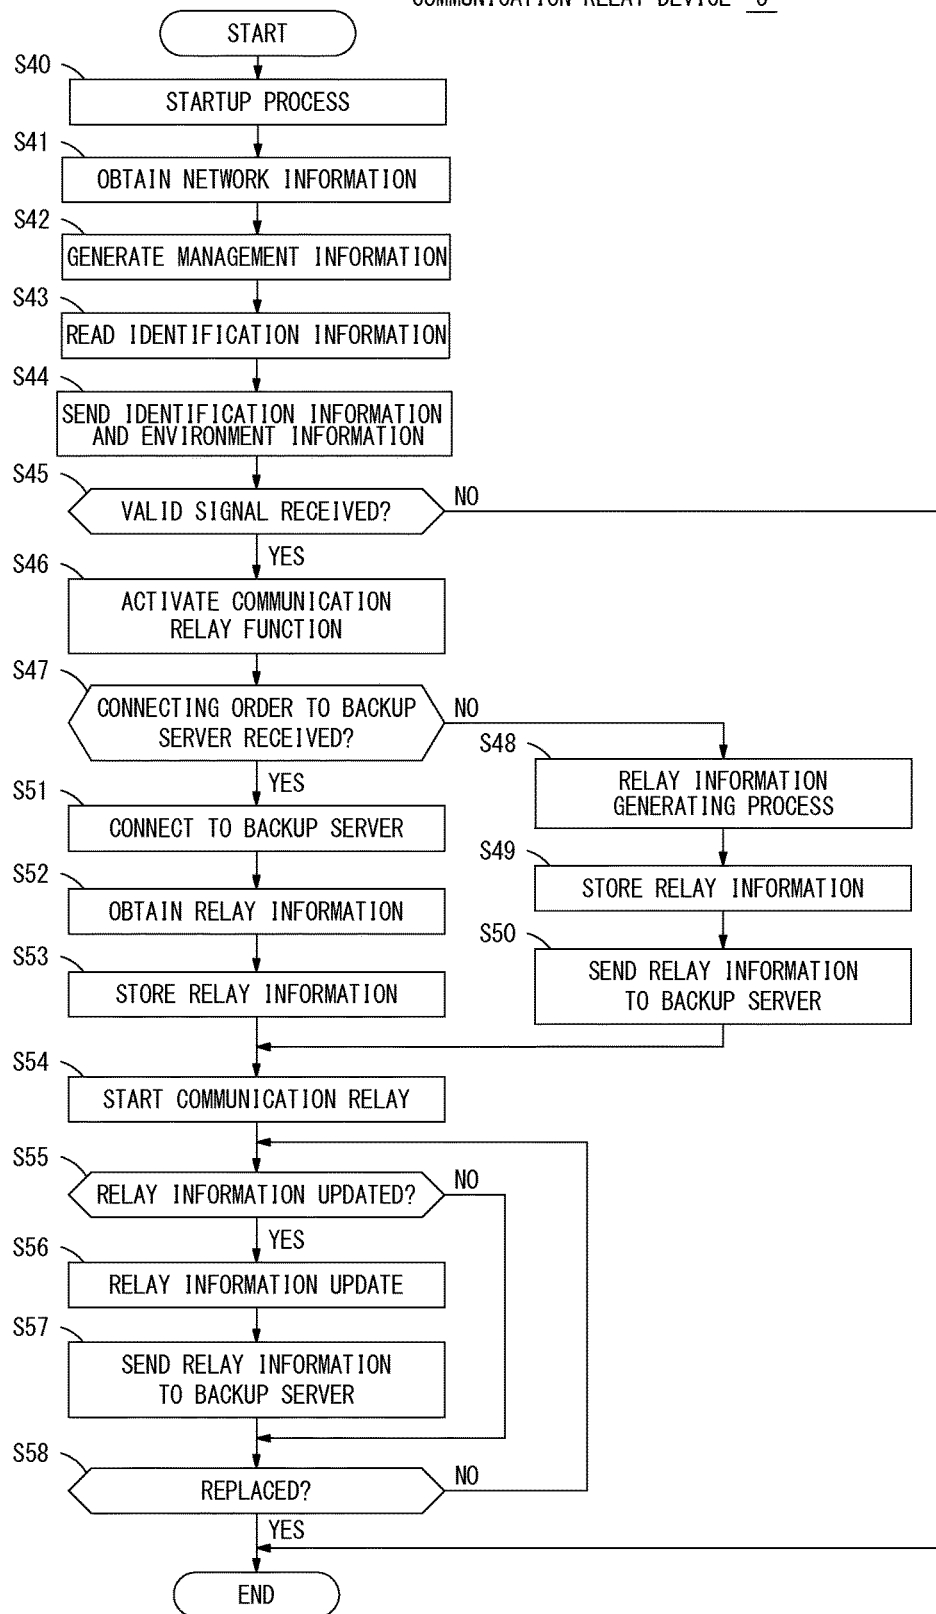 COMMUNICATION RELAY DEVICE
START
S40
STARTUP PROCESS
S41
OBTAIN NETWORK INFORMATION
S42
GENERATE MANAGEMENT INFORMATION
S43
READ IDENTIFICATION INFORMATION
S44
SEND IDENTIFICATION INFORMATION
AND ENVIRONMENT INFORMATION
S45
VALID SIGNAL RECEIVED?
NO
YES
S46
ACTIVATE COMMUNICATION
RELAY FUNCTION
S47
CONNECTING ORDER TO BACKUP
SERVER RECEIVED?
NO
YES
S48
RELAY INFORMATION
GENERATING PROCESS
S49
STORE RELAY INFORMATION
S50
SEND RELAY INFORMATION
TO BACKUP SERVER
S51
CONNECT TO BACKUP SERVER
S52
OBTAIN RELAY INFORMATION
S53
STORE RELAY INFORMATION
S54
START COMMUNICATION RELAY
S55
RELAY INFORMATION UPDATED?
NO
YES
S56
RELAY INFORMATION UPDATE
S57
SEND RELAY INFORMATION
TO BACKUP SERVER
S58
REPLACED?
NO
YES
END